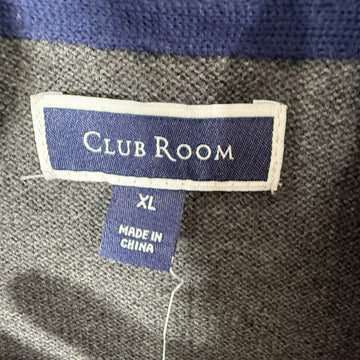 CLUB ROOM
XL
MADE IN
CHINA